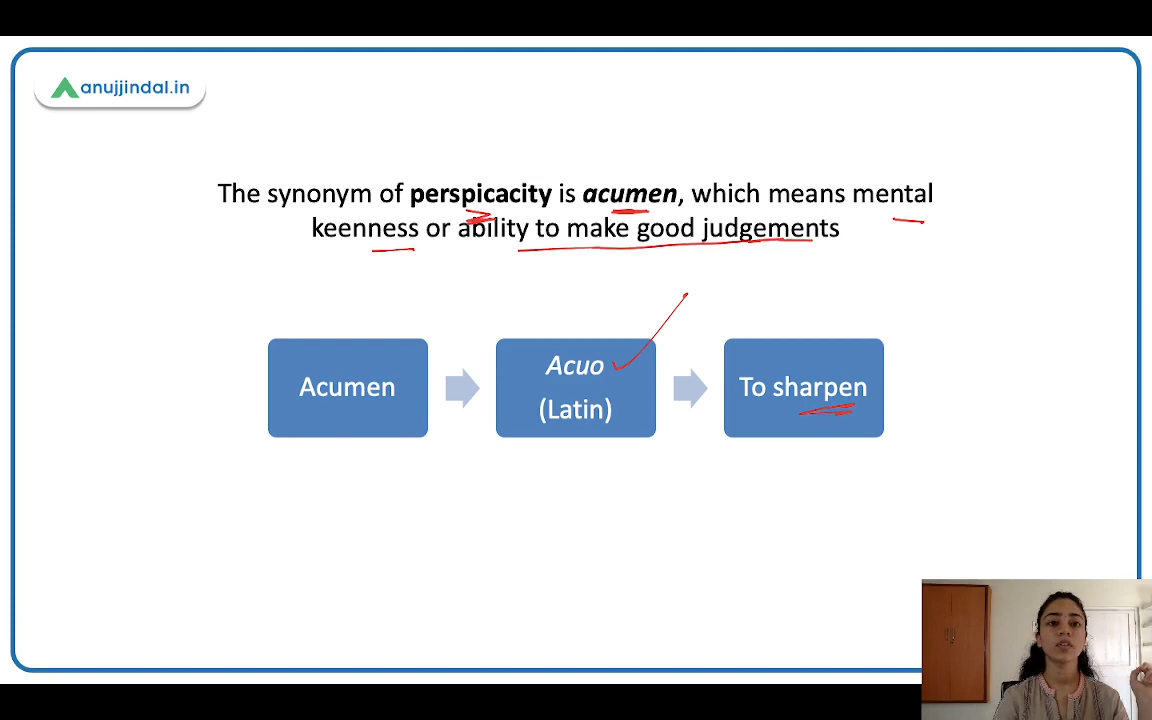 anujjindal.in
The synonym of perspicacity is acumen, which means mental
keenness or ability to make good judgements
Acumen
Acuo
(Latin)
To sharpen